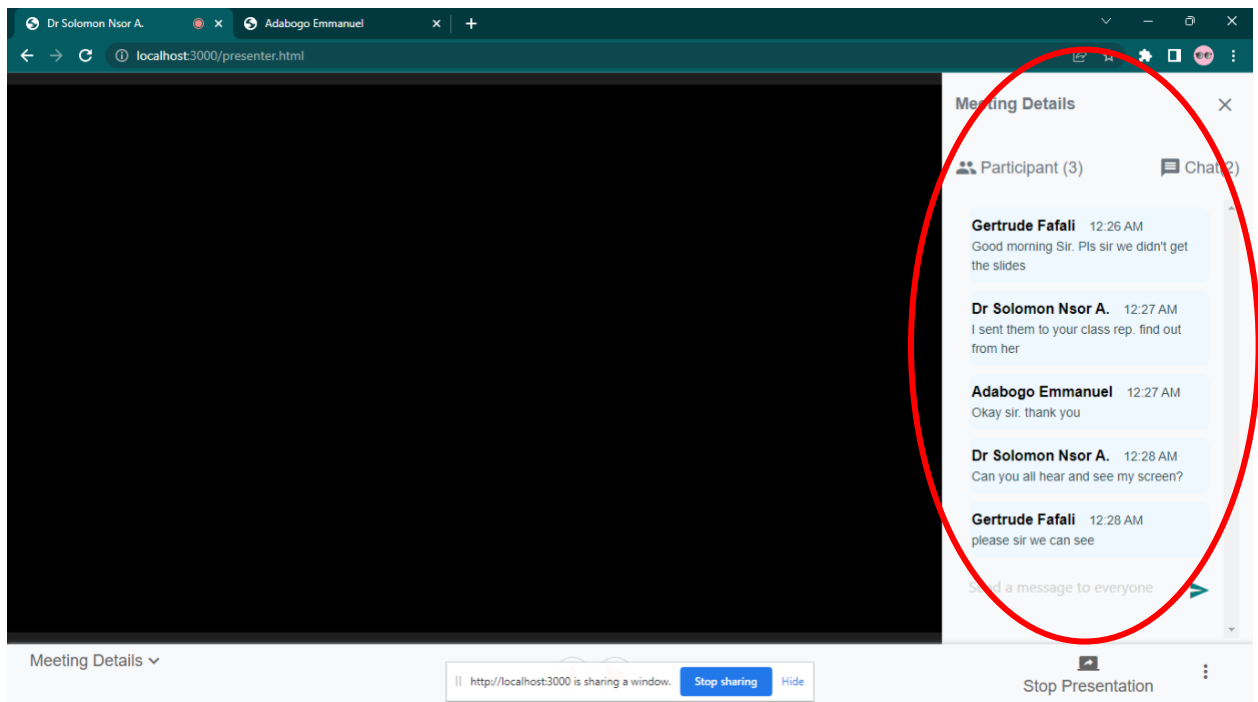 Dr Solomon Nsor A.
Adabogo Emmanuel
localhost:3000/presenter.html
Meeting Details
Participant (3)
Chat(2)
Gertrude Fafali 12:26 AM
Good morning Sir. Pls sir we didn't get
the slides
Dr Solomon Nsor A. 12:27 AM
I sent them to your class rep. find out
from her
Adabogo Emmanuel 12:27 AM
Okay sir. thank you
Dr Solomon Nsor A. 12:28 AM
Can you all hear and see my screen?
Gertrude Fafali 12:28 AM
please sir we can see
Send a message to everyone
Meeting Details
http://localhost:3000 is sharing a window.
Stop sharing
Hide
Stop Presentation